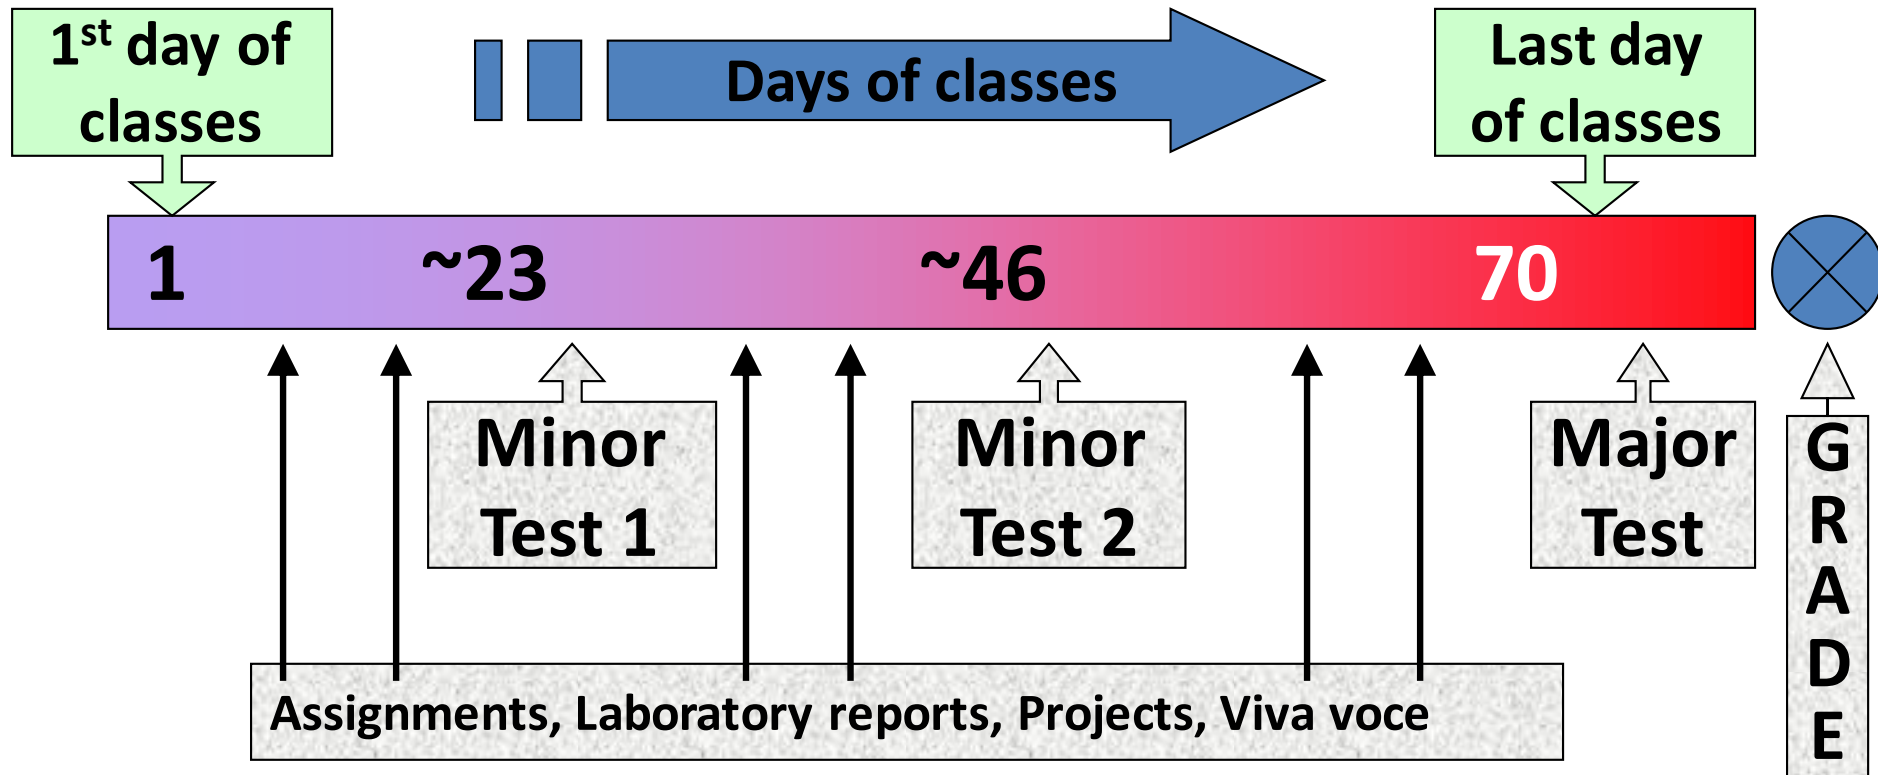 1st day of
classes
Days of classes
Last day
of classes
1 ~23 ~46 70
Minor
Test 1
Minor
Test 2
Major
Test
GRADE
Assignments, Laboratory reports, Projects, Viva voce